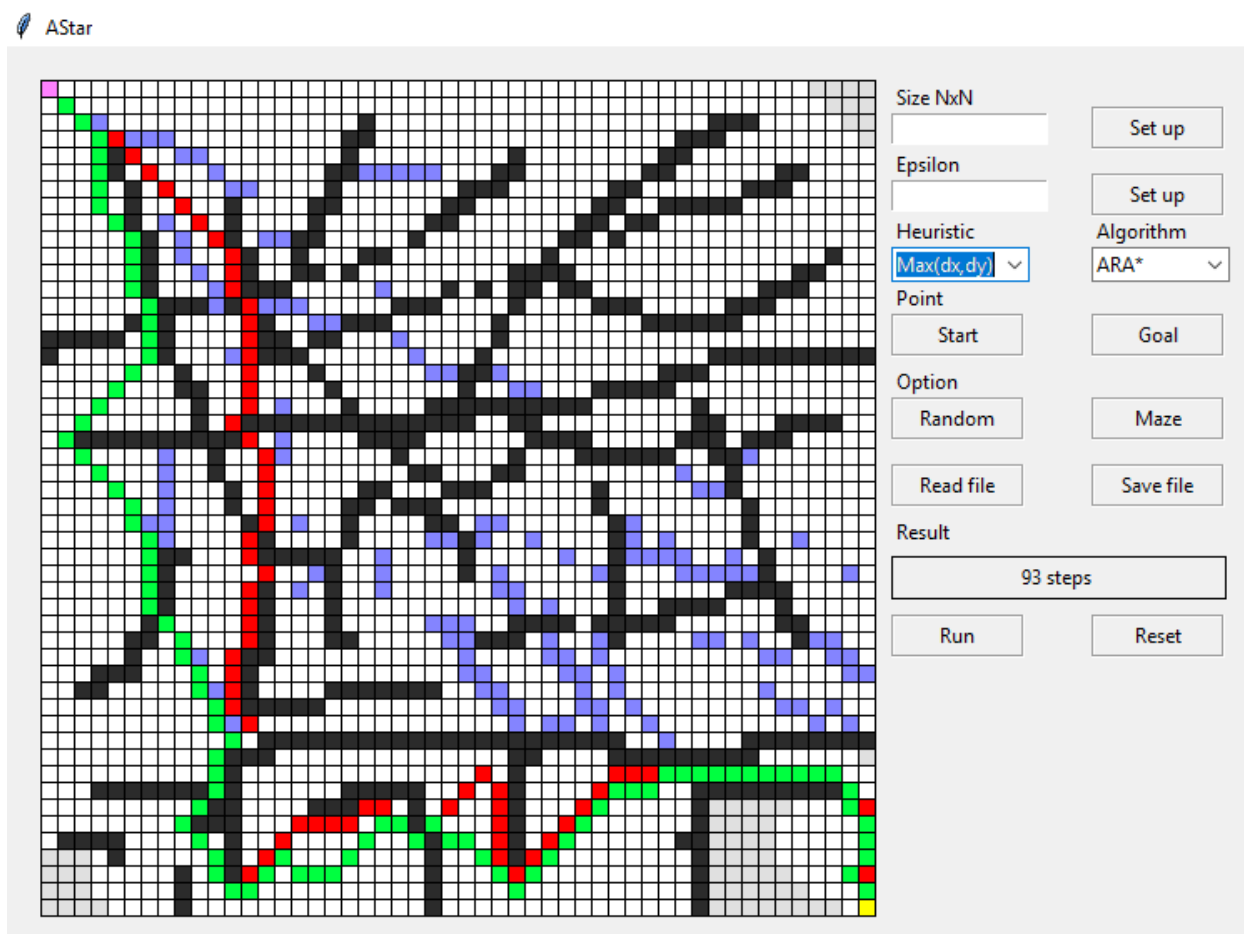 AStar
Size NxN
Set up
Epsilon
Set up
Heuristic
Algorithm
Max(dx,dy)
ARA*
Point
Start
Goal
Option
Random
Maze
Read file
Save file
Result
93 steps
Run
Reset